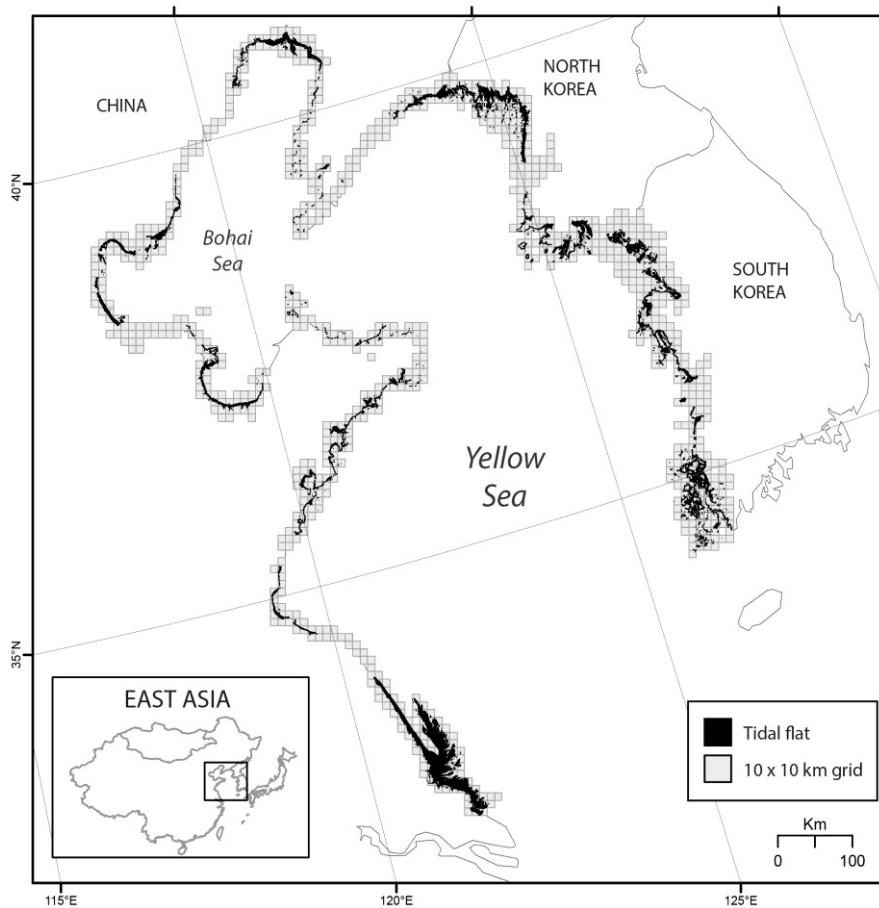 CHINA
NORTH
KOREA
40°N
Bohai
Sea
SOUTH
KOREA
Yellow
Sea
35°N
EAST ASIA
Tidal flat
10 x 10 km grid
Km
0 100
115°E 120°E 125°E